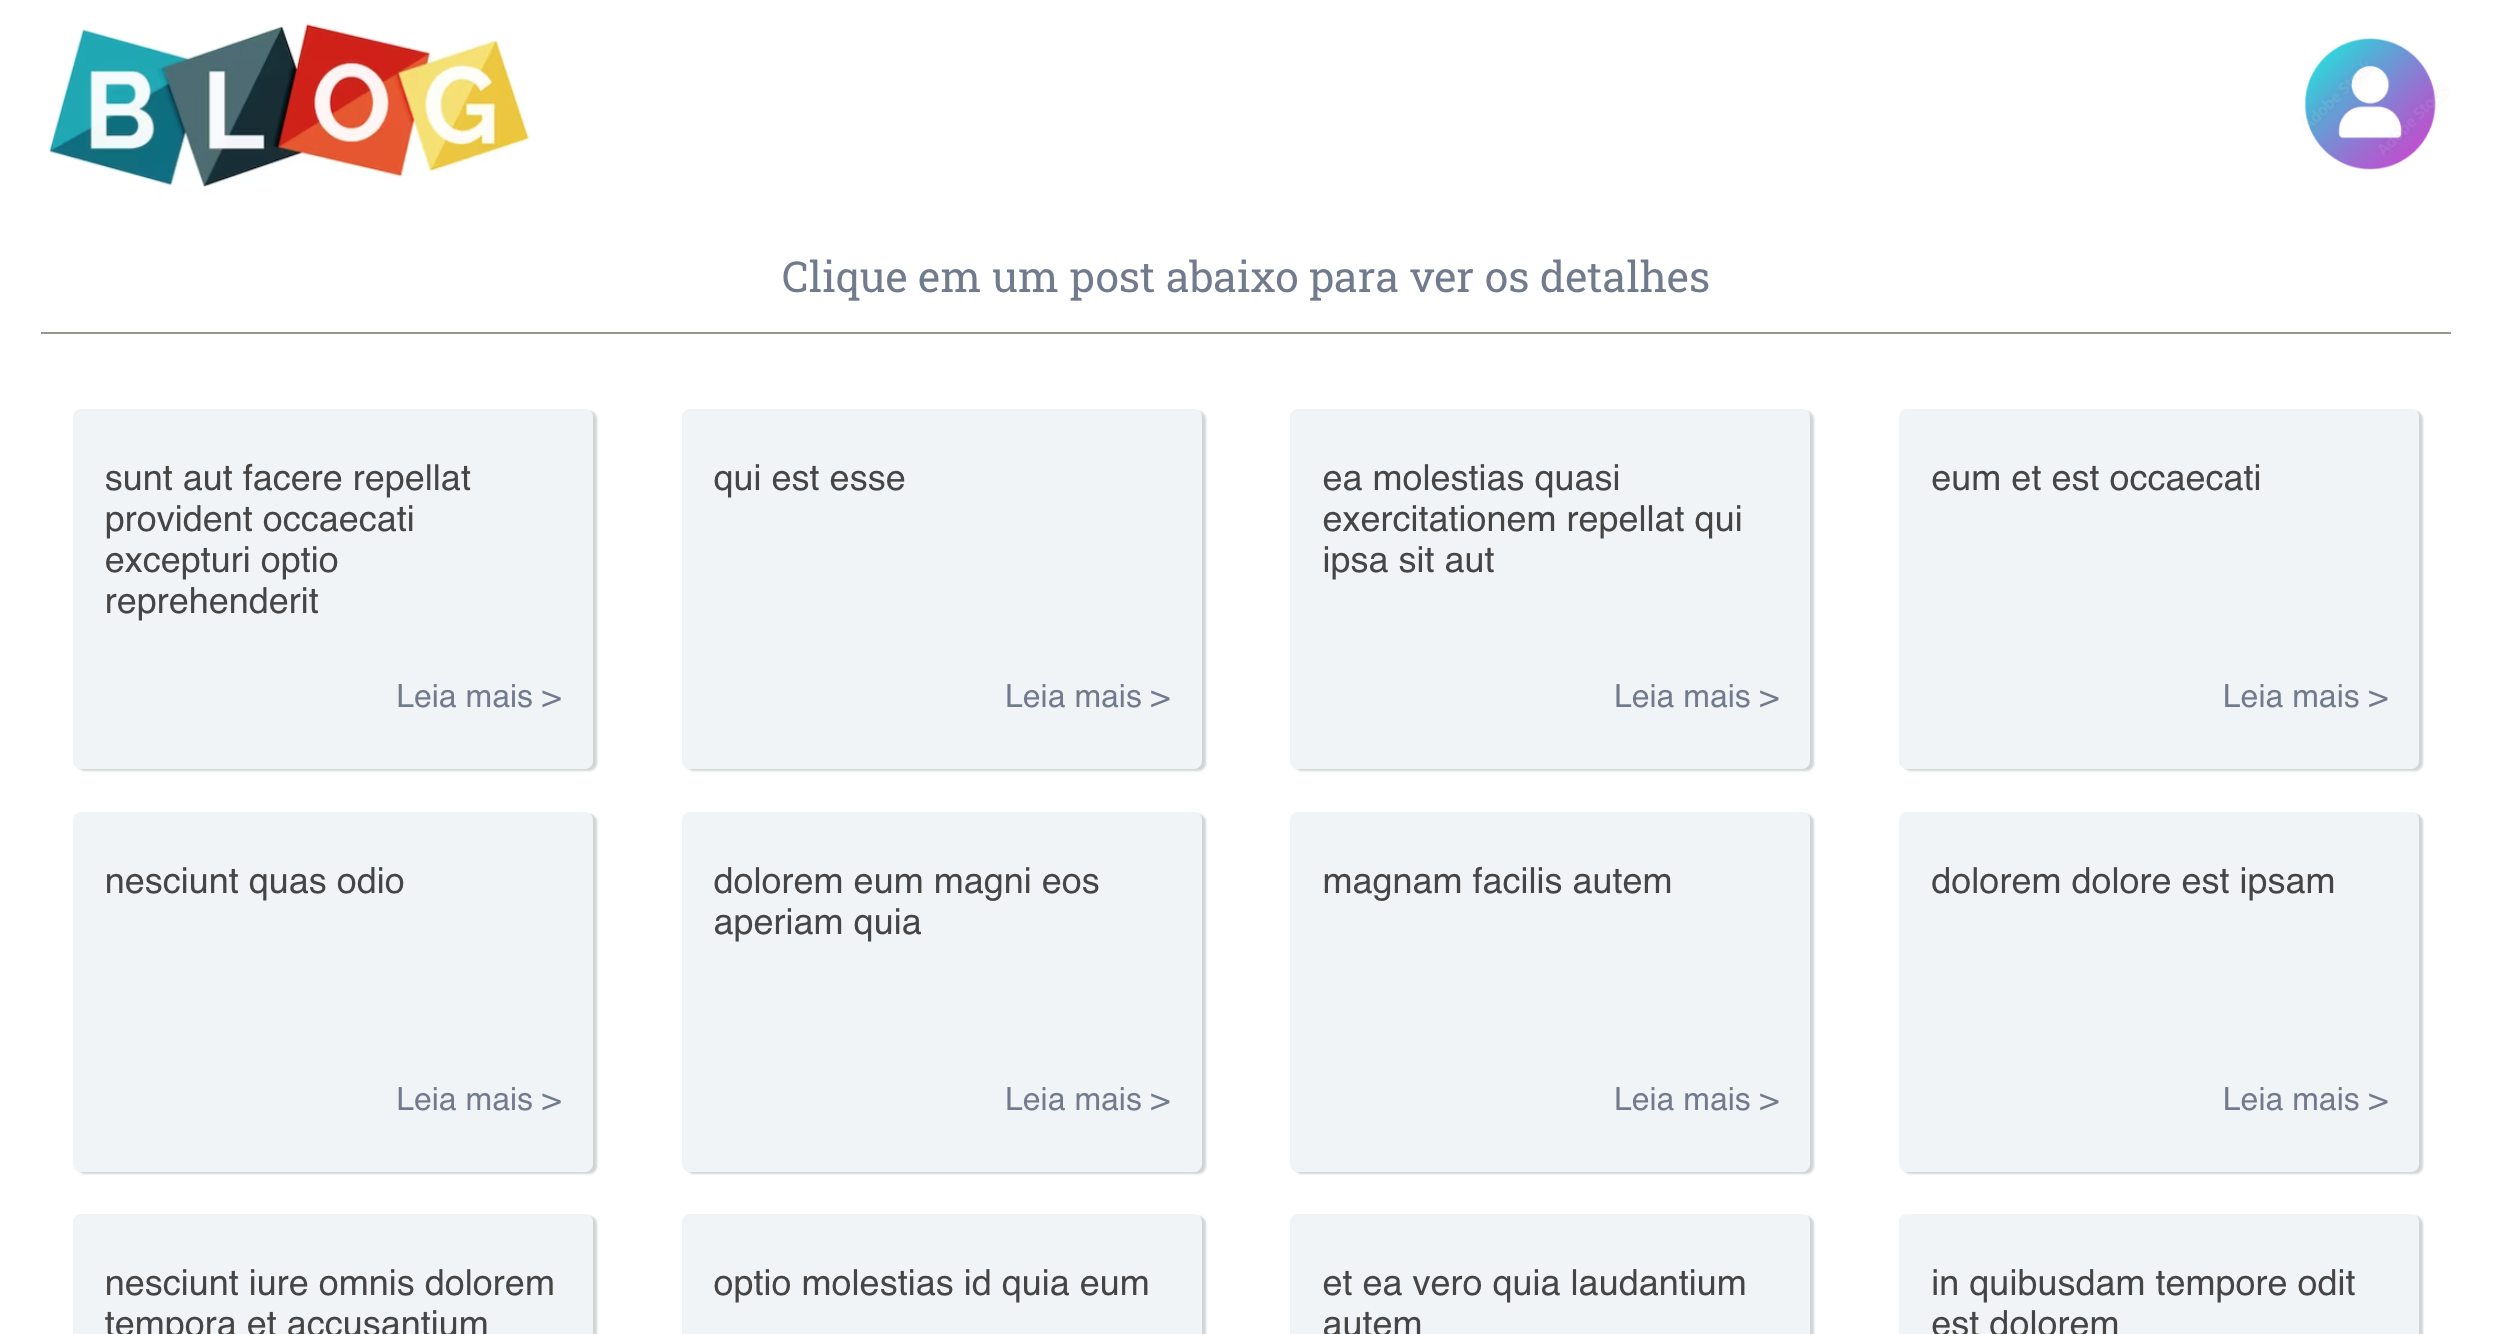 BLOG
Clique em um post abaixo para ver os detalhes
sunt aut facere repellat
provident occaecati
excepturi optio
reprehenderit
Leia mais >
qui est esse
Leia mais >
ea molestias quasi
exercitationem repellat qui
ipsa sit aut
Leia mais >
eum et est occaecati
Leia mais >
nesciunt quas odio
Leia mais >
dolorem eum magni eos
aperiam quia
Leia mais >
magnam facilis autem
Leia mais >
dolorem dolore est ipsam
Leia mais >
nesciunt iure omnis dolorem
tempora et accusantium
optio molestias id quia eum
et ea vero quia laudantium
autem
in quibusdam tempore odit
est dolorem